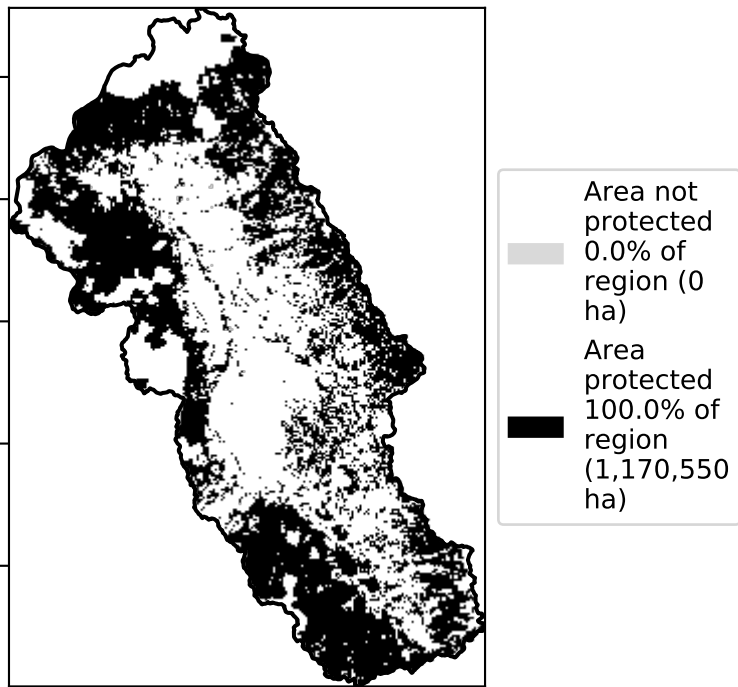 Area not
protected
0.0% of
region (0
ha)
Area
protected
100.0% of
region
(1,170,550
ha)